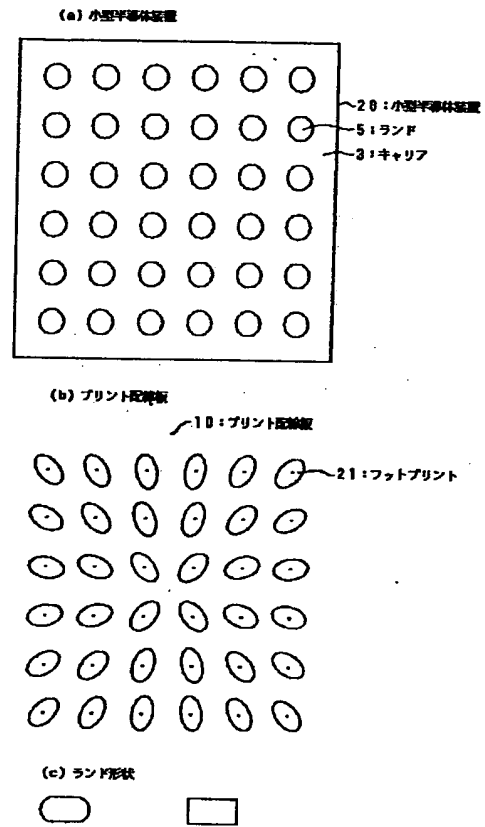 (a) 小型半導体装置
20：小型半導体装置
5：ランド
3：キャリア
(b) プリント配線板
10：プリント配線板
21：フットプリント
(c) ランド形状